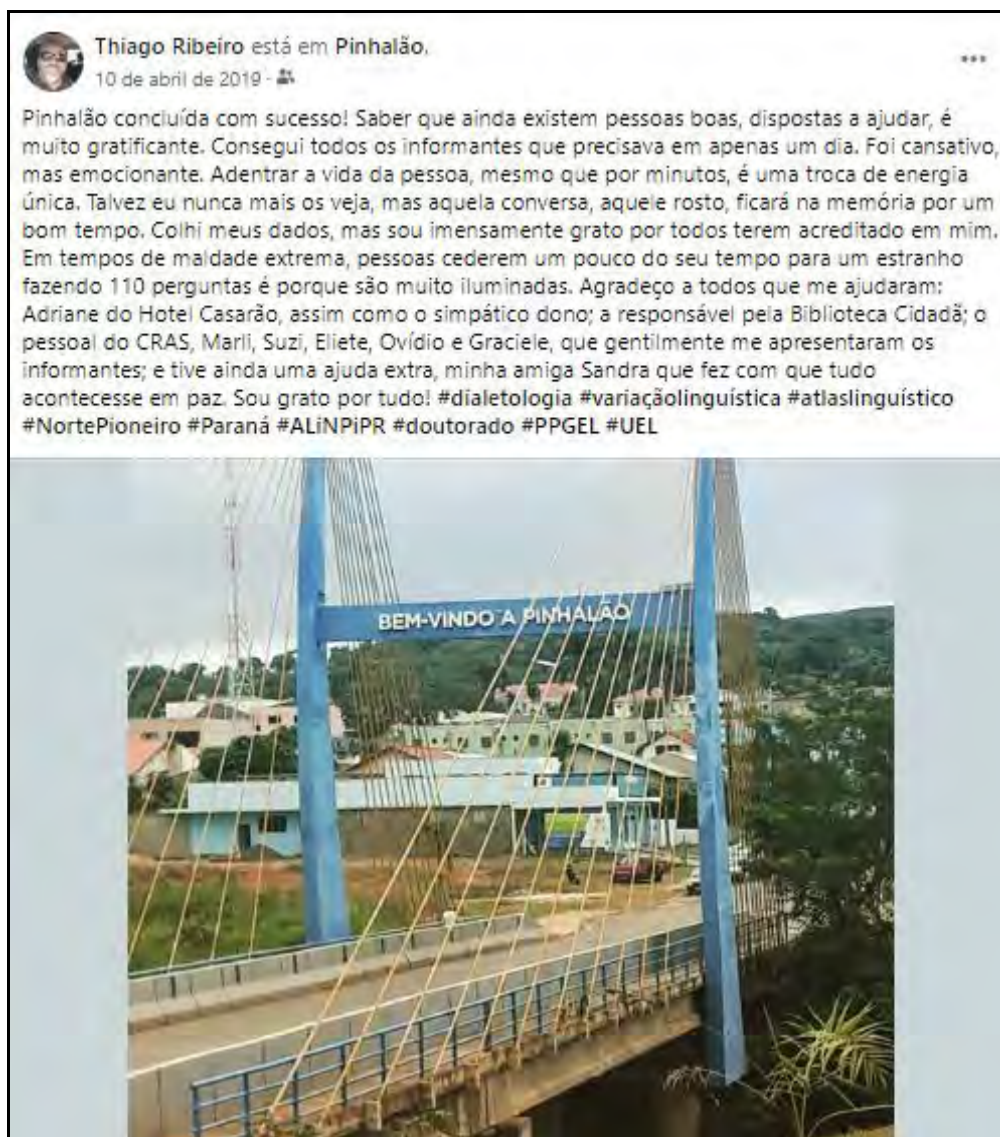 Thiago Ribeiro está em Pinhalão.
10 de abril de 2019 ·
Pinhalão concluída com sucesso! Saber que ainda existem pessoas boas, dispostas a ajudar, é
muito gratificante. Consegui todos os informantes que precisava em apenas um dia. Foi cansativo,
mas emocionante. Adentrar a vida da pessoa, mesmo que por minutos, é uma troca de energia
única. Talvez eu nunca mais os veja, mas aquela conversa, aquele rosto, ficará na memória por um
bom tempo. Colhi meus dados, mas sou imensamente grato por todos terem acreditado em mim.
Em tempos de maldade extrema, pessoas cederem um pouco do seu tempo para um estranho
fazendo 110 perguntas é porque são muito iluminadas. Agradeço a todos que me ajudaram:
Adriane do Hotel Casarão, assim como o simpático dono; a responsável pela Biblioteca Cidadã; o
pessoal do CRAS, Marli, Suzi, Eliete, Ovídio e Graciele, que gentilmente me apresentaram os
informantes; e tive ainda uma ajuda extra, minha amiga Sandra que fez com que tudo
acontecesse em paz. Sou grato por tudo! #dialetologia #variaçãolinguística #atlaslinguístico
#NortePioneiro #Paraná #ALiNPiPR #doutorado #PPGEL #UEL
BEM-VINDO A PINHALÃO